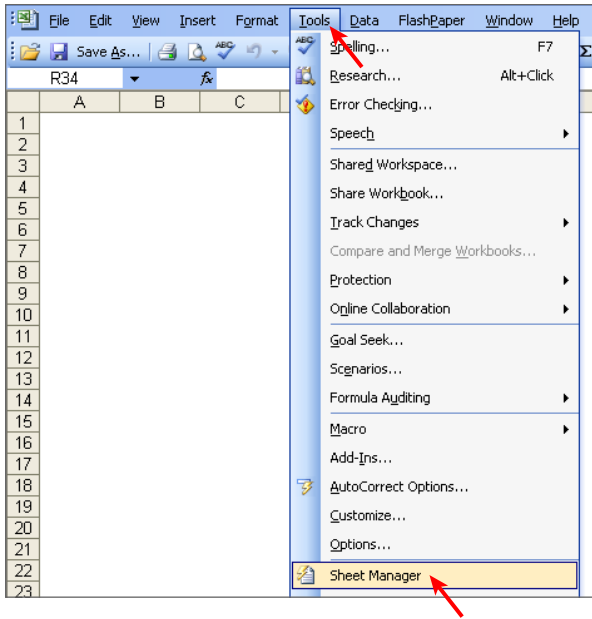 File Edit View Insert Format Tools Data FlashPaper Window Help
Save As... ABC Σ
R34 fx
A B C
1
2
3
4
5
6
7
8
9
10
11
12
13
14
15
16
17
18
19
20
21
22
23
ABC Spelling... F7
Research... Alt+Click
Error Checking...
Speech
Shared Workspace...
Share Workbook...
Track Changes
Compare and Merge Workbooks...
Protection
Online Collaboration
Goal Seek...
Scenarios...
Formula Auditing
Macro
Add-Ins...
AutoCorrect Options...
Customize...
Options...
Sheet Manager